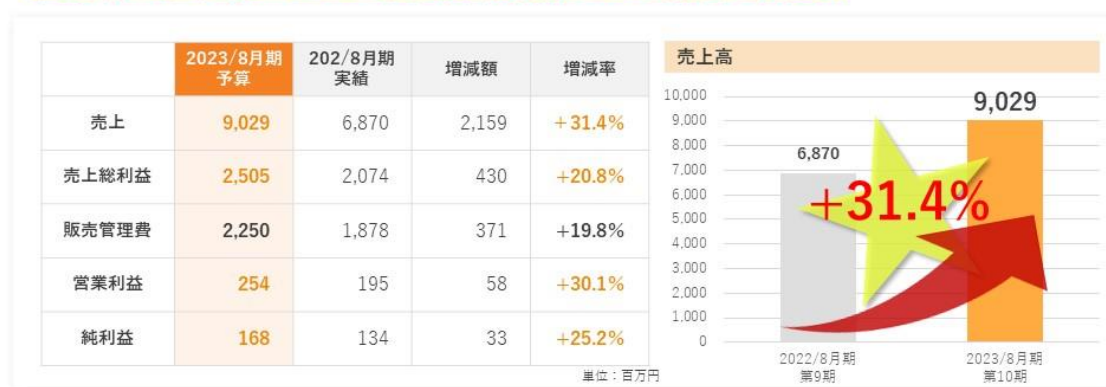 2023/8月期 202/8月期 増減額 増減率
予算 実績
売上 9,029 6,870 2,159 +31.4%
売上総利益 2,505 2,074 430 +20.8%
販売管理費 2,250 1,878 371 +19.8%
営業利益 254 195 58 +30.1%
純利益 168 134 33 +25.2%
単位：百万円
売上高
10,000
9,000
8,000
7,000
6,000
5,000
4,000
3,000
2,000
1,000
0
6,870
9,029
+31.4%
2022/8月期 2023/8月期
第9期 第10期